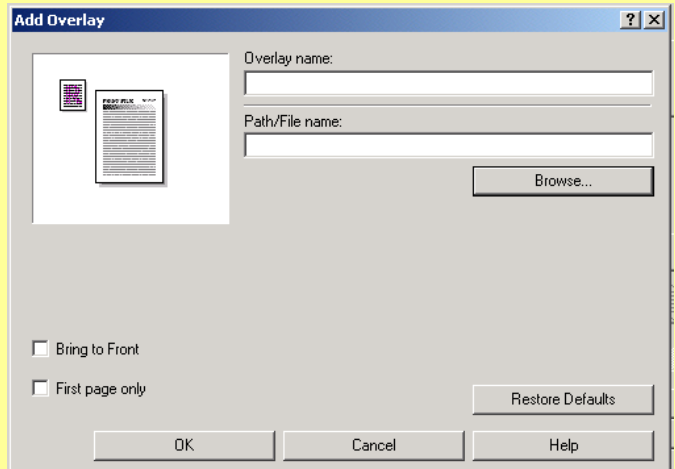 Add Overlay
Overlay name:
Path/File name:
Browse...
Bring to Front
First page only
Restore Defaults
OK
Cancel
Help